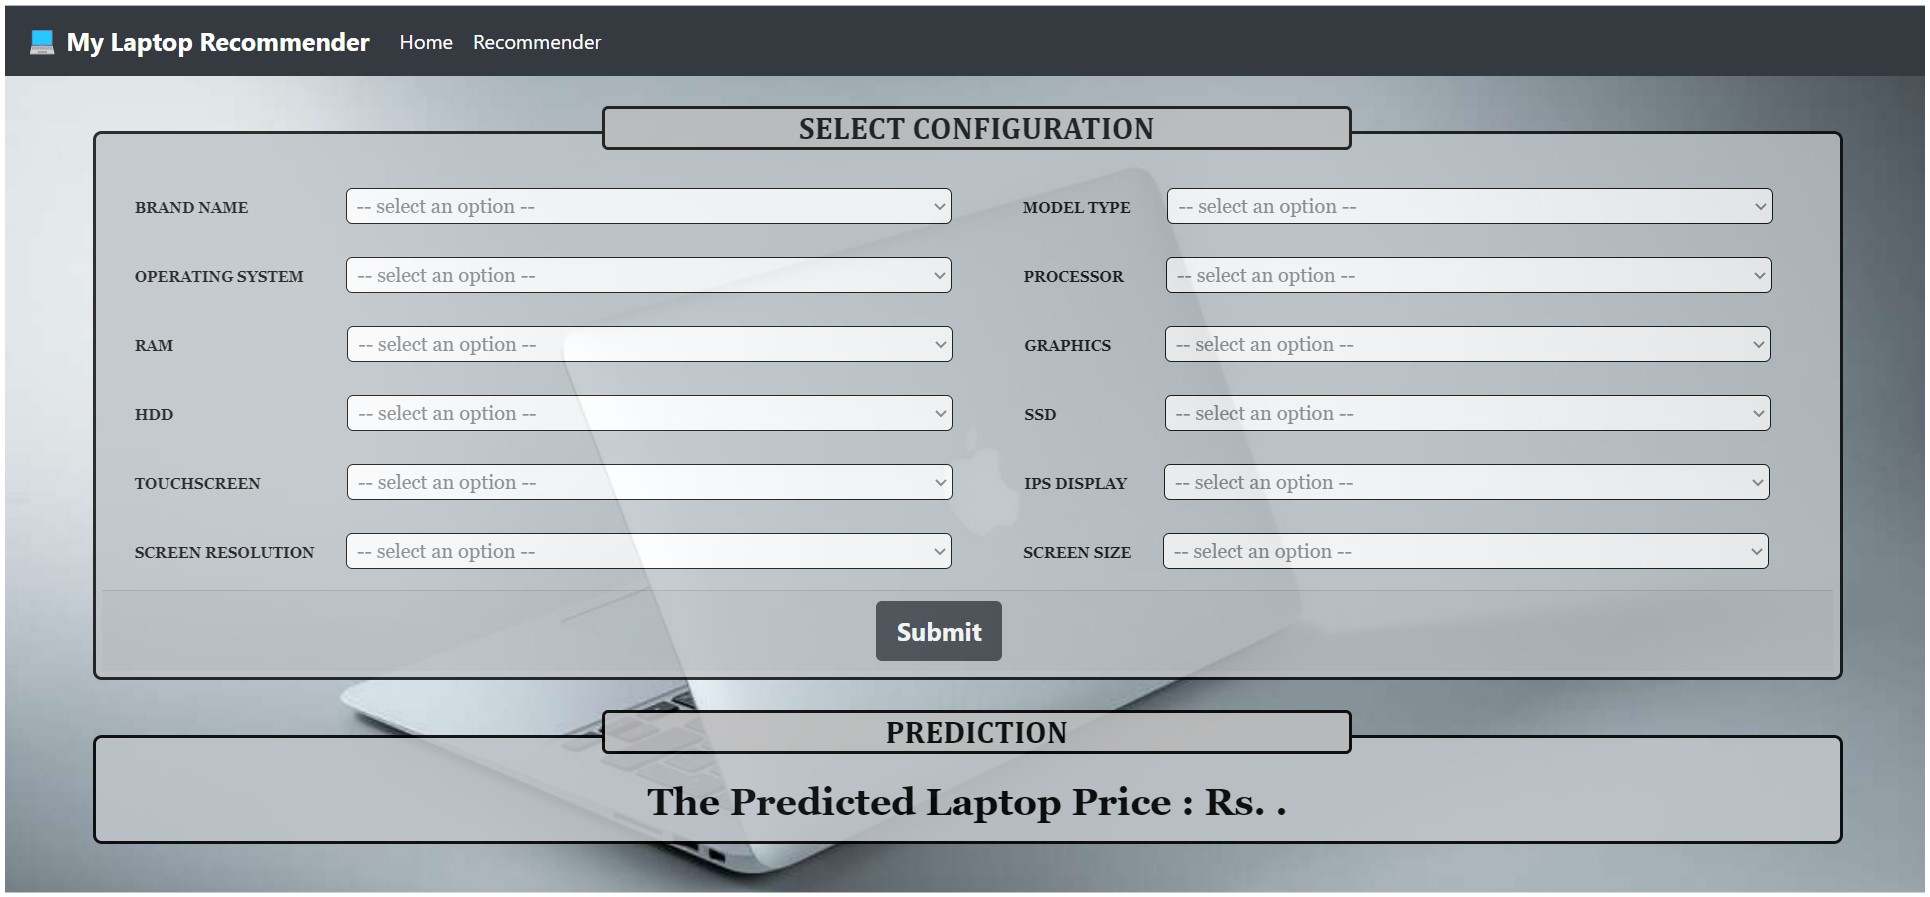 My Laptop Recommender Home Recommender
SELECT CONFIGURATION
BRAND NAME -- select an option -- MODEL TYPE -- select an option --
OPERATING SYSTEM -- select an option -- PROCESSOR -- select an option --
RAM -- select an option -- GRAPHICS -- select an option --
HDD -- select an option -- SSD -- select an option --
TOUCHSCREEN -- select an option -- IPS DISPLAY -- select an option --
SCREEN RESOLUTION -- select an option -- SCREEN SIZE -- select an option --
Submit
PREDICTION
The Predicted Laptop Price : Rs. .